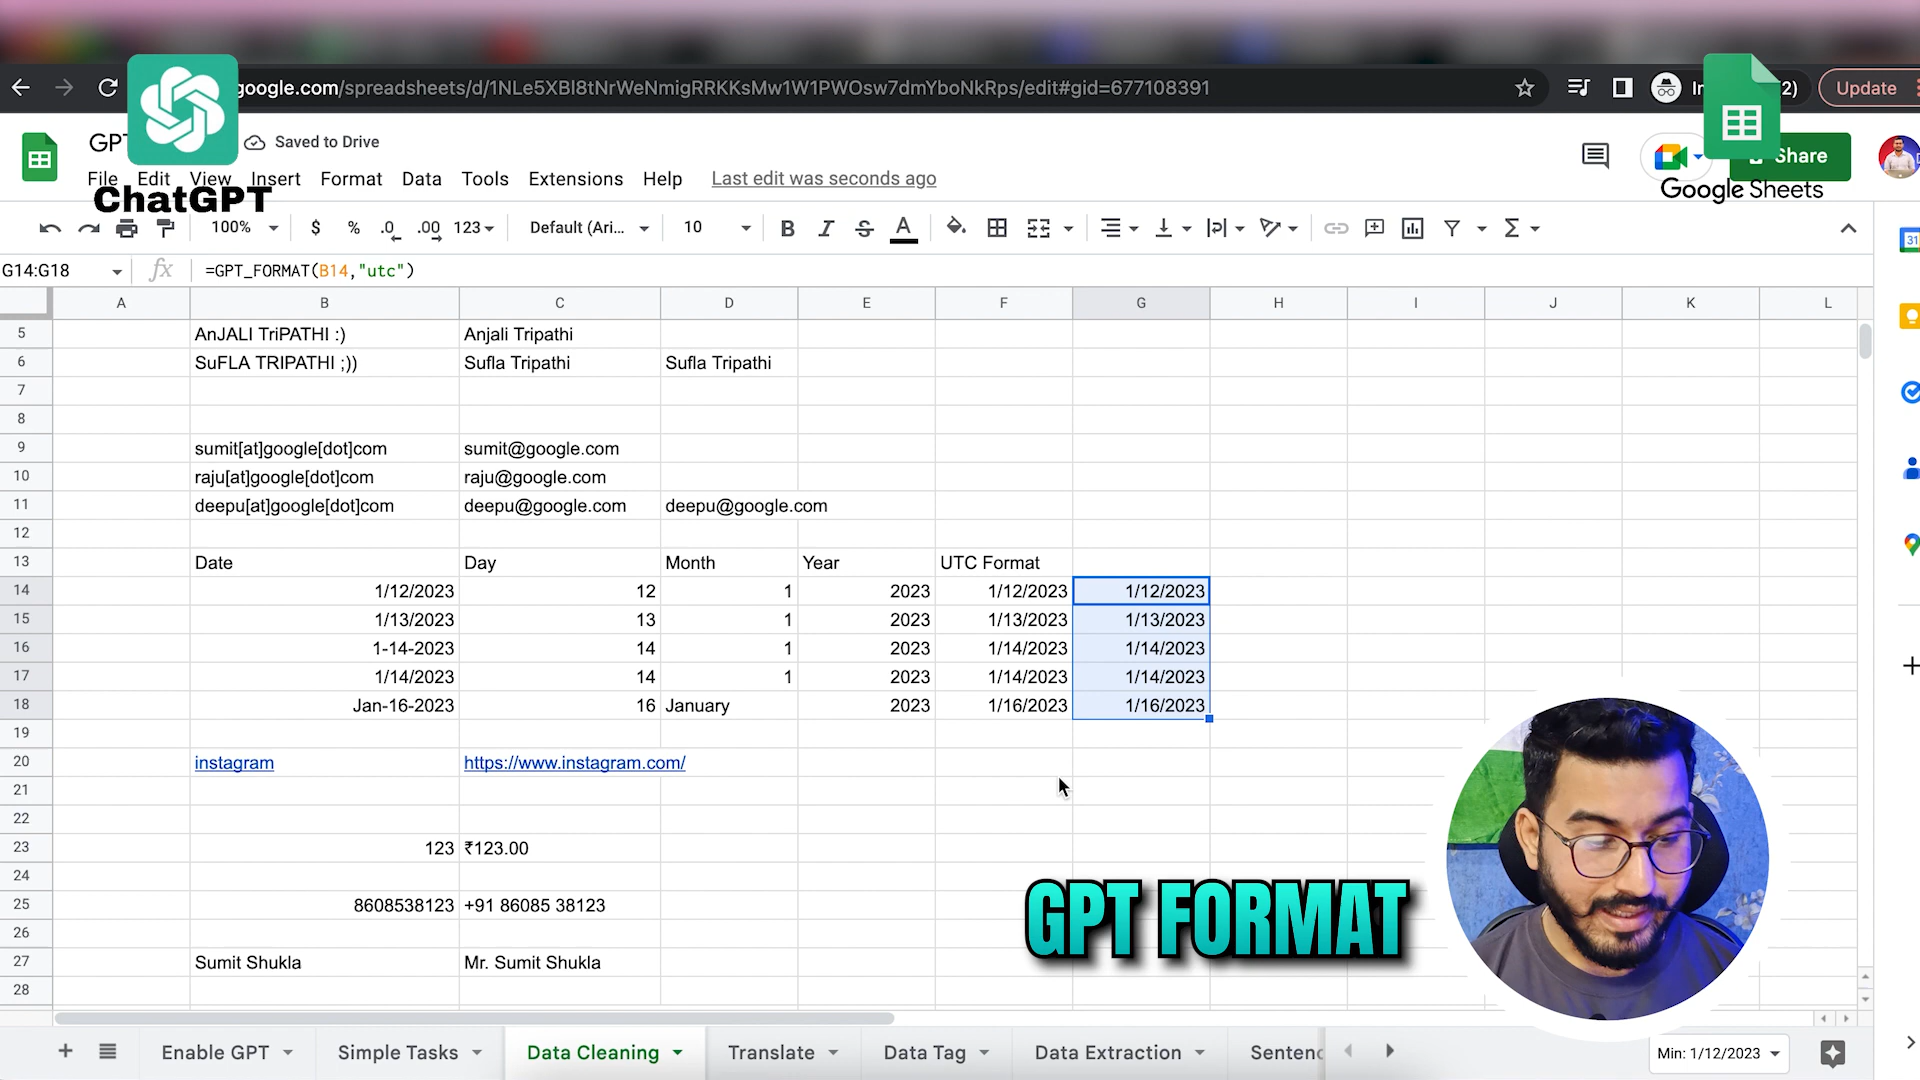 google.com/spreadsheets/d/1NLe5XBl8tNrWeNmigRRKKsMw1W1PWOsw7dmYboNkRps/edit#gid=677108391
2)
Update
GPT
Saved to Drive
Share
File Edit View Insert Format Data Tools Extensions Help Last edit was seconds ago
ChatGPT
Google Sheets
100% $ % .0 .00 123 Default (Ari... 10 B I S A
G14:G18 fx =GPT_FORMAT(B14,"utc")
A B C D E F G H I J K L
5 AnJALI TriPATHI :) Anjali Tripathi
6 SuFLA TRIPATHI ;)) Sufla Tripathi Sufla Tripathi
7
8
9 sumit[at]google[dot]com sumit@google.com
10 raju[at]google[dot]com raju@google.com
11 deepu[at]google[dot]com deepu@google.com deepu@google.com
12
13 Date Day Month Year UTC Format
14 1/12/2023 12 1 2023 1/12/2023 1/12/2023
15 1/13/2023 13 1 2023 1/13/2023 1/13/2023
16 1-14-2023 14 1 2023 1/14/2023 1/14/2023
17 1/14/2023 14 1 2023 1/14/2023 1/14/2023
18 Jan-16-2023 16 January 2023 1/16/2023 1/16/2023
19
20 instagram https://www.instagram.com/
21
22
23 123 ₹123.00
24
25 8608538123 +91 86085 38123
26
27 Sumit Shukla Mr. Sumit Shukla
28
GPT FORMAT
Enable GPT Simple Tasks Data Cleaning Translate Data Tag Data Extraction Sentenc
Min: 1/12/2023
31